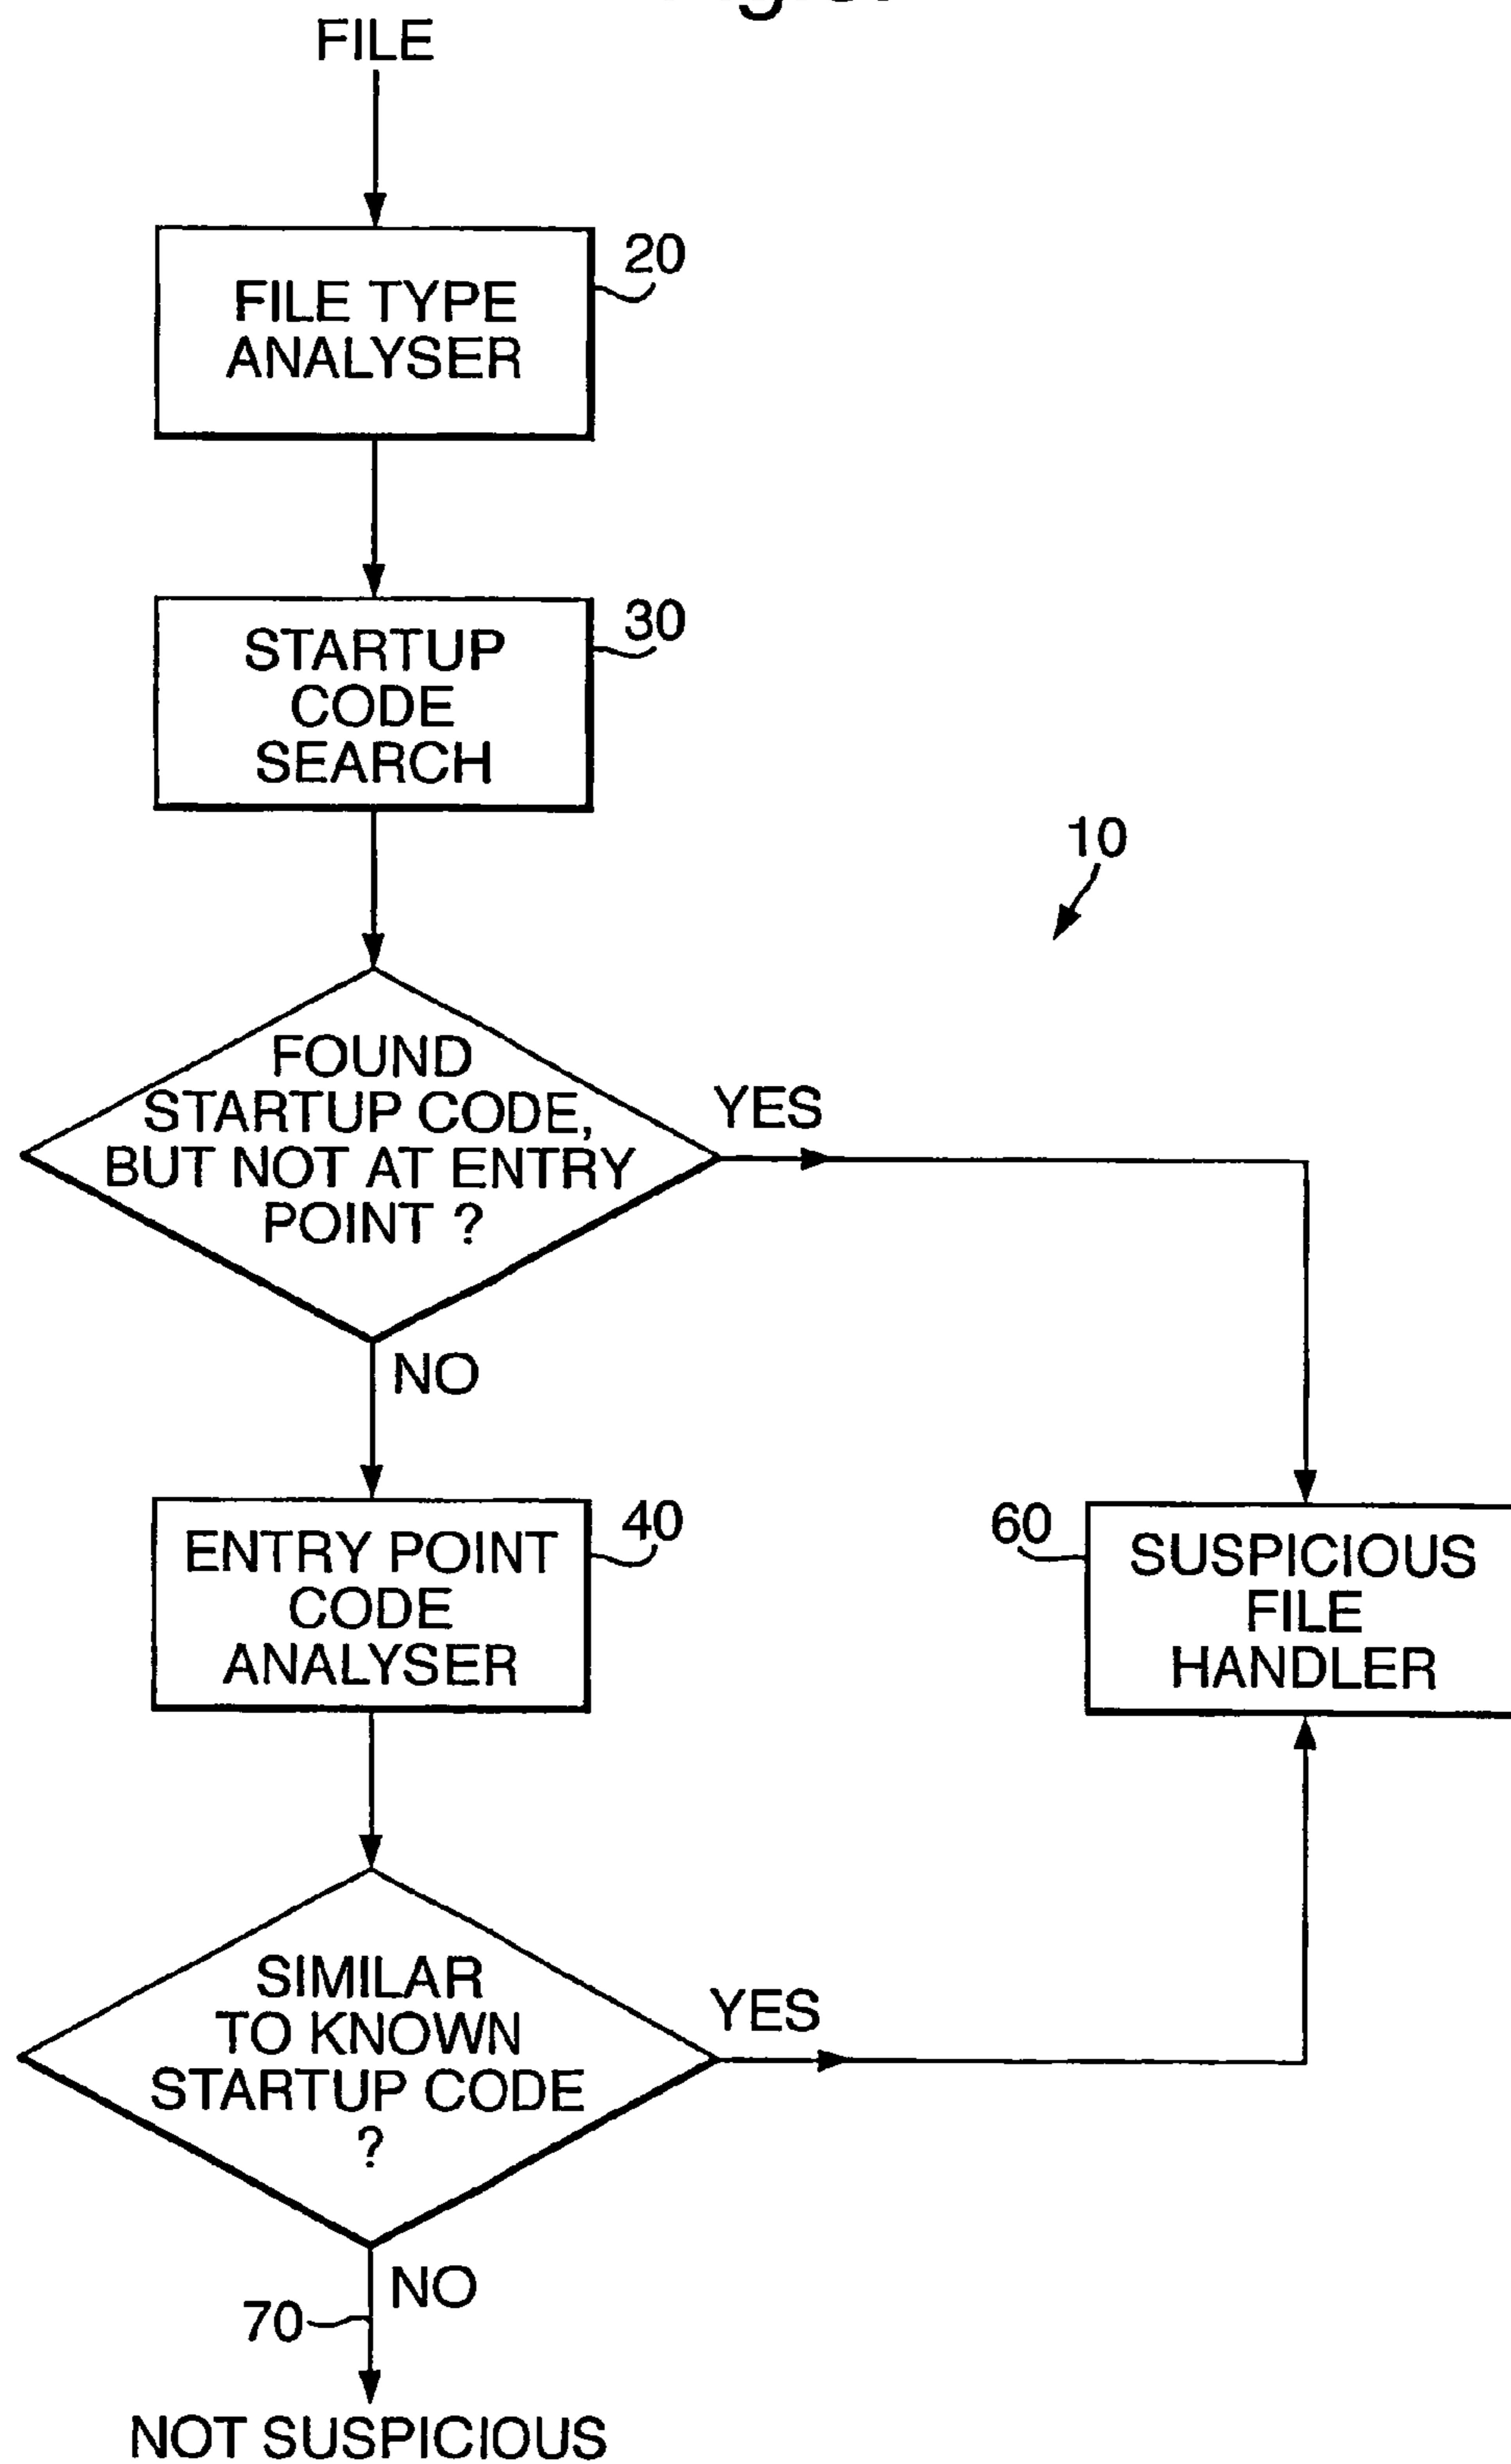 FILE
20
FILE TYPE
ANALYSER
30
STARTUP
CODE
SEARCH
10
FOUND
STARTUP CODE,
BUT NOT AT ENTRY
POINT ?
YES
NO
40
ENTRY POINT
CODE
ANALYSER
60
SUSPICIOUS
FILE
HANDLER
SIMILAR
TO KNOWN
STARTUP CODE
?
YES
NO
70
NOT SUSPICIOUS